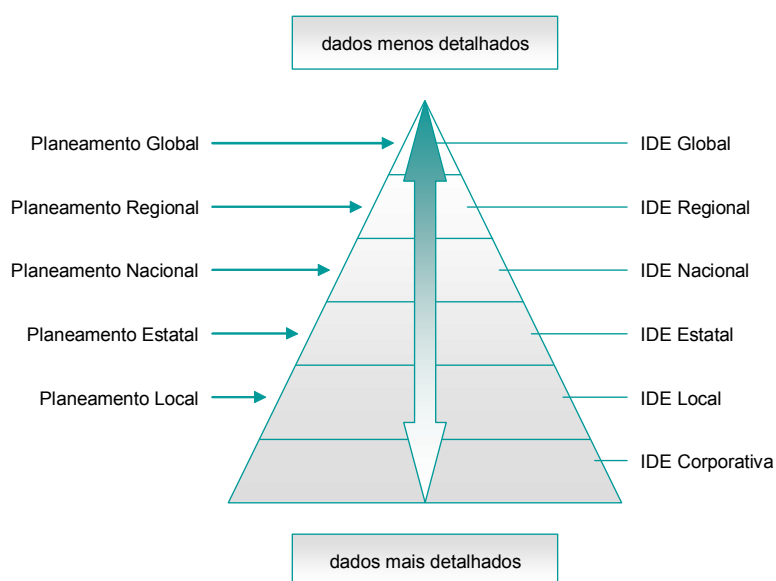 dados menos detalhados
Planeamento Global
IDE Global
Planeamento Regional
IDE Regional
Planeamento Nacional
IDE Nacional
Planeamento Estatal
IDE Estatal
Planeamento Local
IDE Local
IDE Corporativa
dados mais detalhados